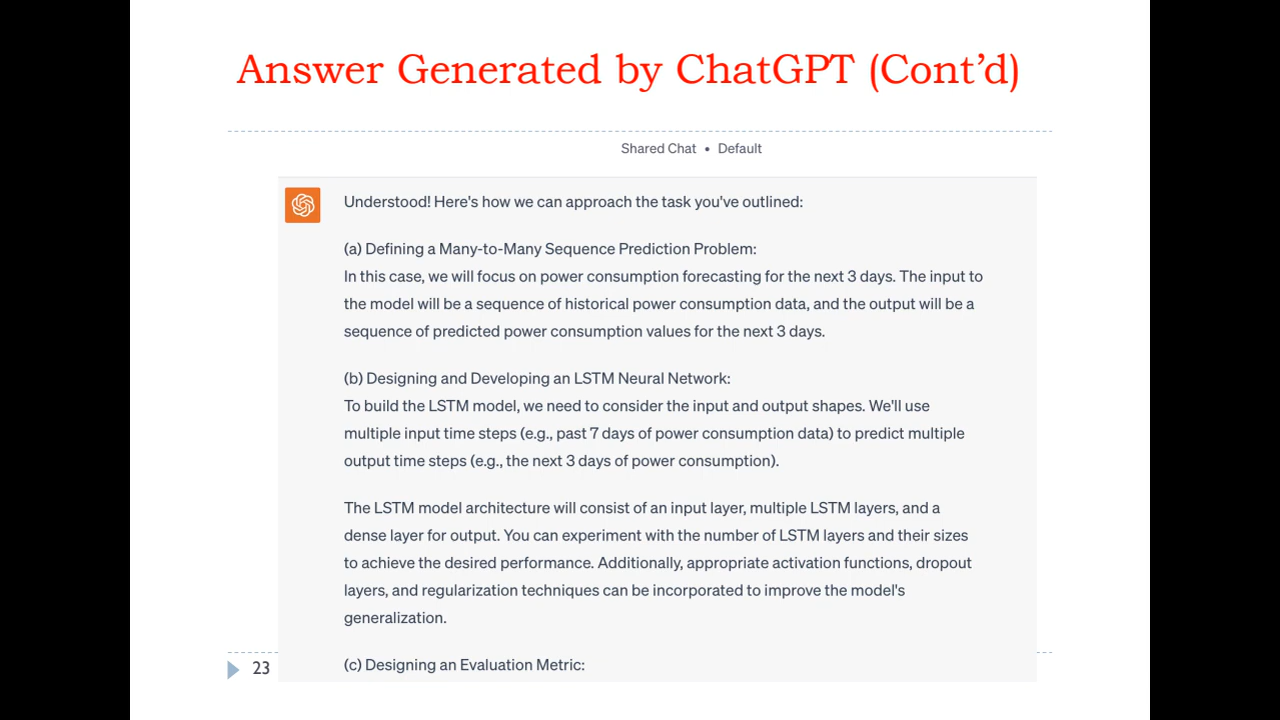 Answer Generated by ChatGPT (Cont’d)
Shared Chat • Default
Understood! Here's how we can approach the task you've outlined:
(a) Defining a Many-to-Many Sequence Prediction Problem:
In this case, we will focus on power consumption forecasting for the next 3 days. The input to
the model will be a sequence of historical power consumption data, and the output will be a
sequence of predicted power consumption values for the next 3 days.
(b) Designing and Developing an LSTM Neural Network:
To build the LSTM model, we need to consider the input and output shapes. We'll use
multiple input time steps (e.g., past 7 days of power consumption data) to predict multiple
output time steps (e.g., the next 3 days of power consumption).
The LSTM model architecture will consist of an input layer, multiple LSTM layers, and a
dense layer for output. You can experiment with the number of LSTM layers and their sizes
to achieve the desired performance. Additionally, appropriate activation functions, dropout
layers, and regularization techniques can be incorporated to improve the model's
generalization.
(c) Designing an Evaluation Metric:
23